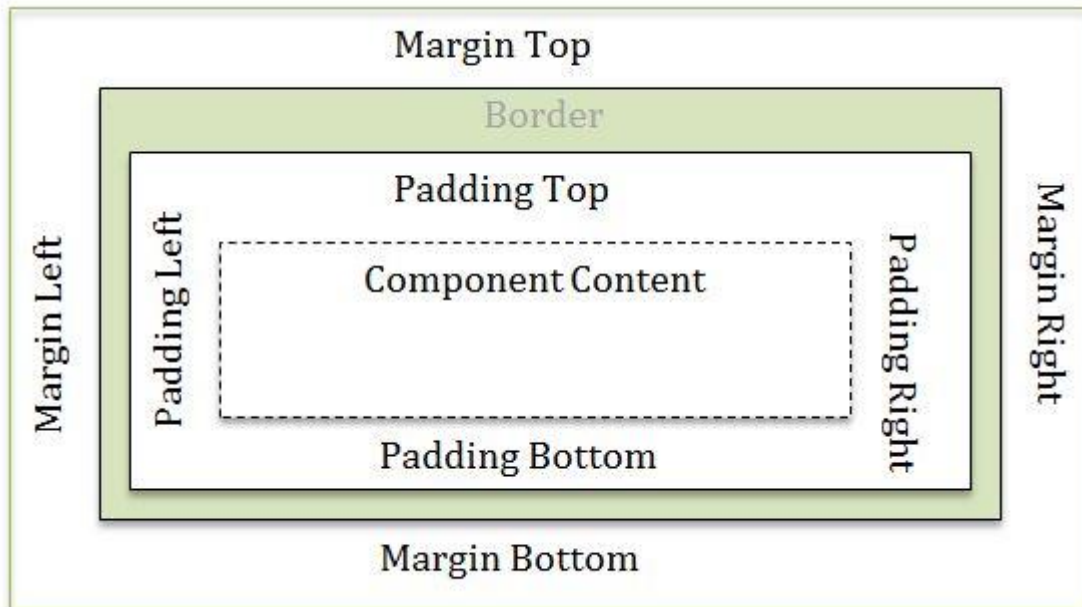 Margin Top
Border
Padding Top
Margin Left
Padding Left
Component Content
Padding Right
Margin Right
Padding Bottom
Margin Bottom